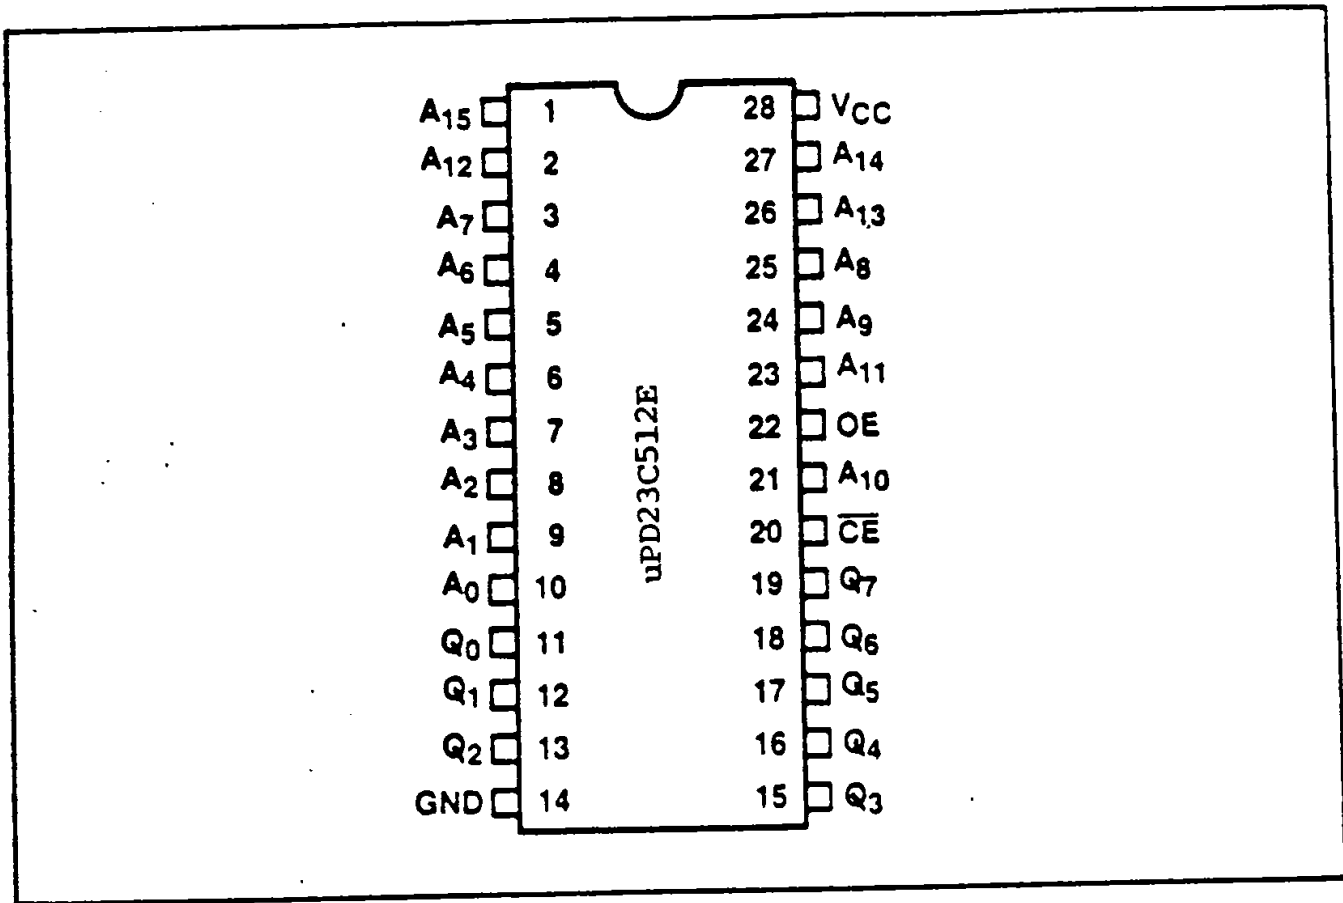 A15 1 28 VCC
A12 2 27 A14
A7 3 26 A13
A6 4 25 A8
A5 5 24 A9
A4 6 23 A11
A3 7 22 OE
A2 8 21 A10
A1 9 20 C̅E̅
A0 10 19 Q7
Q0 11 18 Q6
Q1 12 17 Q5
Q2 13 16 Q4
GND 14 15 Q3
uPD23C512E